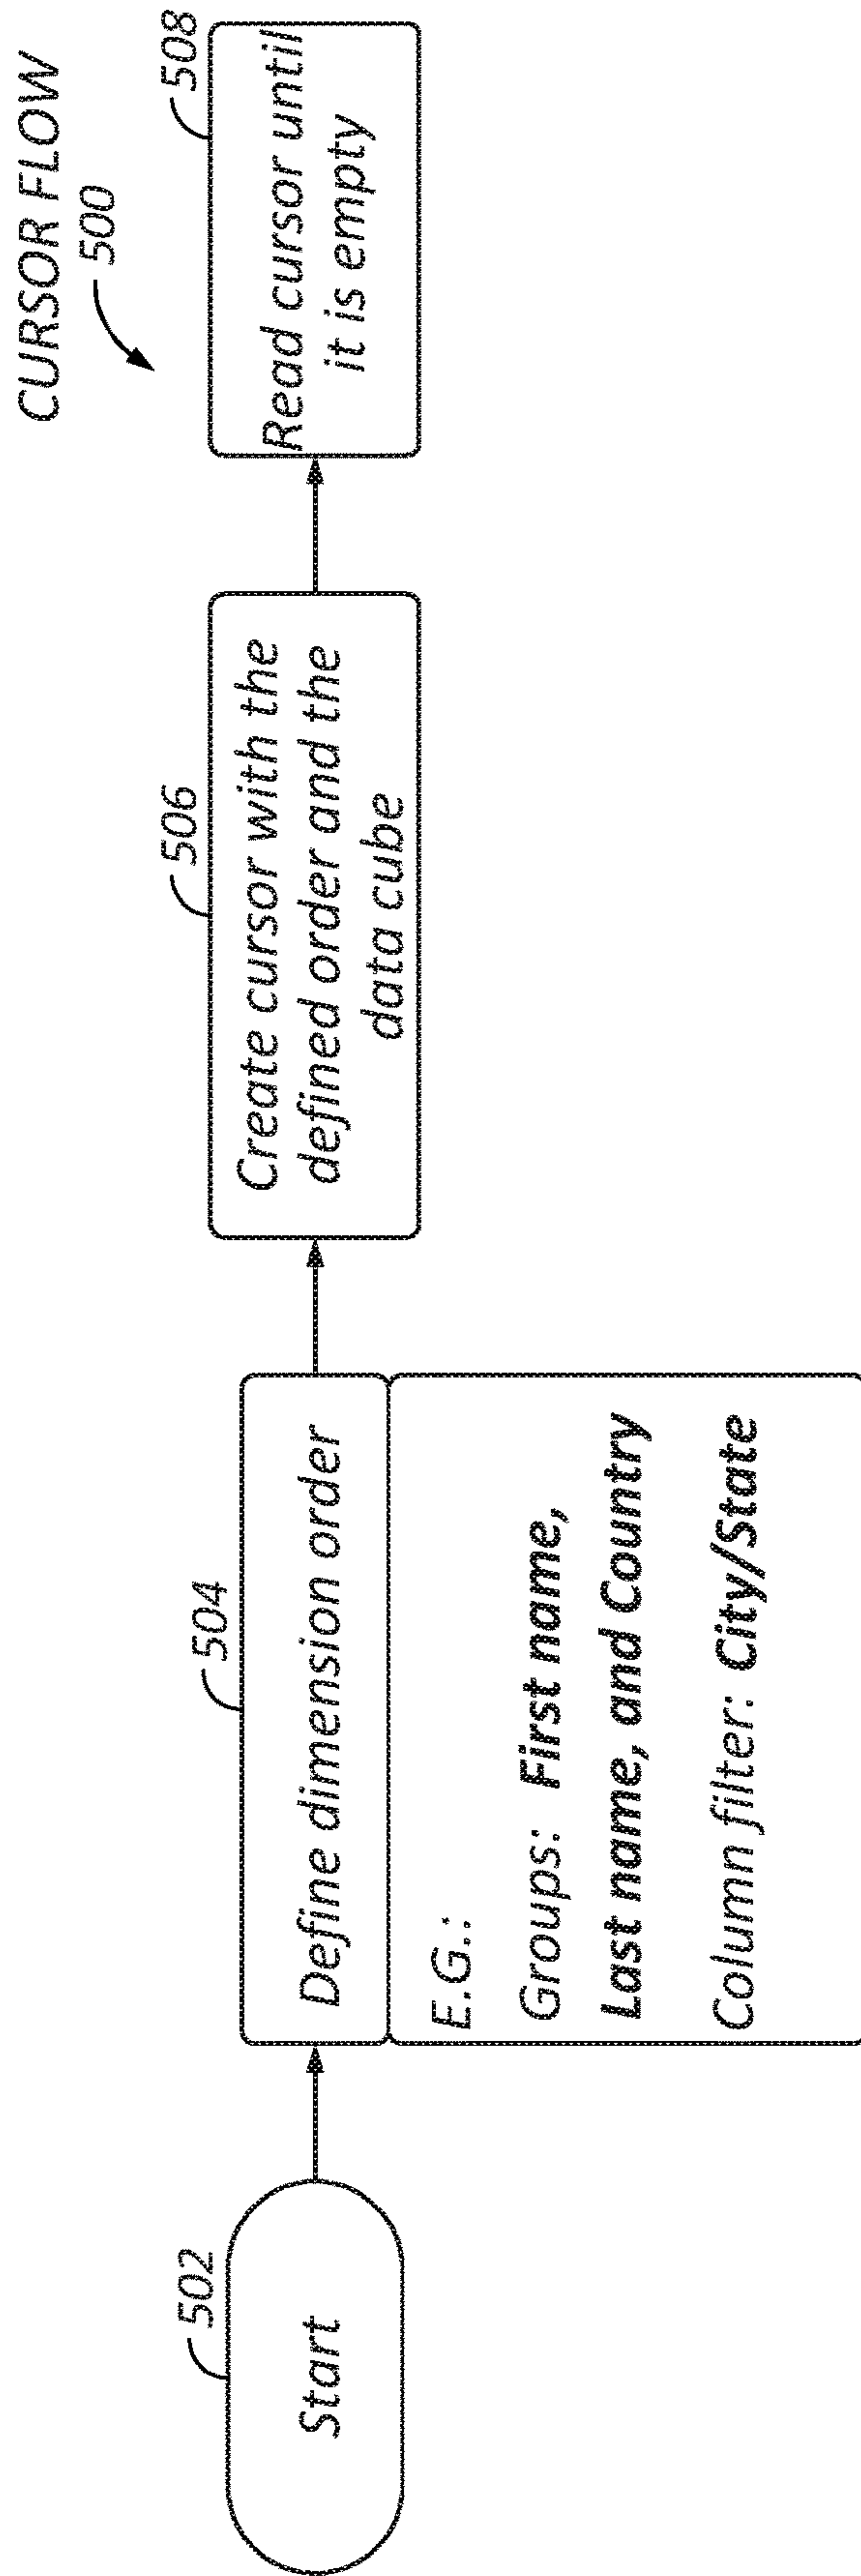 CURSOR FLOW
500
502
Start
504
Define dimension order
E.G.:
Groups: First name,
Last name, and Country
Column filter: City/State
506
Create cursor with the
defined order and the
data cube
508
Read cursor until
it is empty